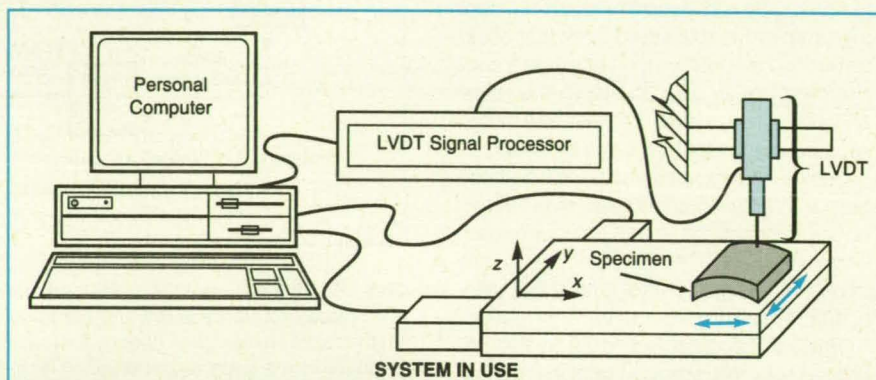 Personal
Computer
LVDT Signal Processor
LVDT
z
y
x
Specimen
SYSTEM IN USE